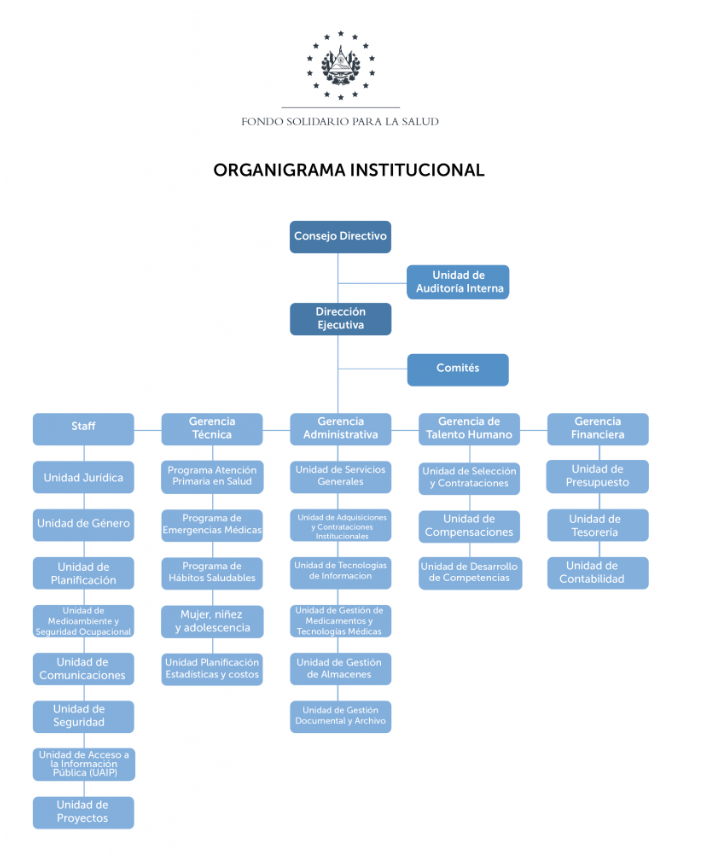 FONDO SOLIDARIO PARA LA SALUD
ORGANIGRAMA INSTITUCIONAL
Consejo Directivo
Unidad de
Auditoría Interna
Dirección
Ejecutiva
Comités
Staff
Unidad Jurídica
Unidad de Género
Unidad de
Planificación
Unidad de
Medioambiente y
Seguridad Ocupacional
Unidad de
Comunicaciones
Unidad de
Seguridad
Unidad de Acceso a
la Información
Pública (UAIP)
Unidad de
Proyectos
Gerencia
Técnica
Programa Atención
Primaria en Salud
Programa de
Emergencias Médicas
Programa de
Hábitos Saludables
Mujer, niñez
y adolescencia
Unidad Planificación
Estadísticas y costos
Gerencia
Administrativa
Unidad de Servicios
Generales
Unidad de Adquisiciones
y Contrataciones
Institucionales
Unidad de Tecnologías
de Informacion
Unidad de Gestión de
Medicamentos y
Tecnologías Médicas
Unidad de Gestión
de Almacenes
Unidad de Gestión
Documental y Archivo
Gerencia de
Talento Humano
Unidad de Selección
y Contrataciones
Unidad de
Compensaciones
Unidad de Desarrollo
de Competencias
Gerencia
Financiera
Unidad de
Presupuesto
Unidad de
Tesorería
Unidad de
Contabilidad